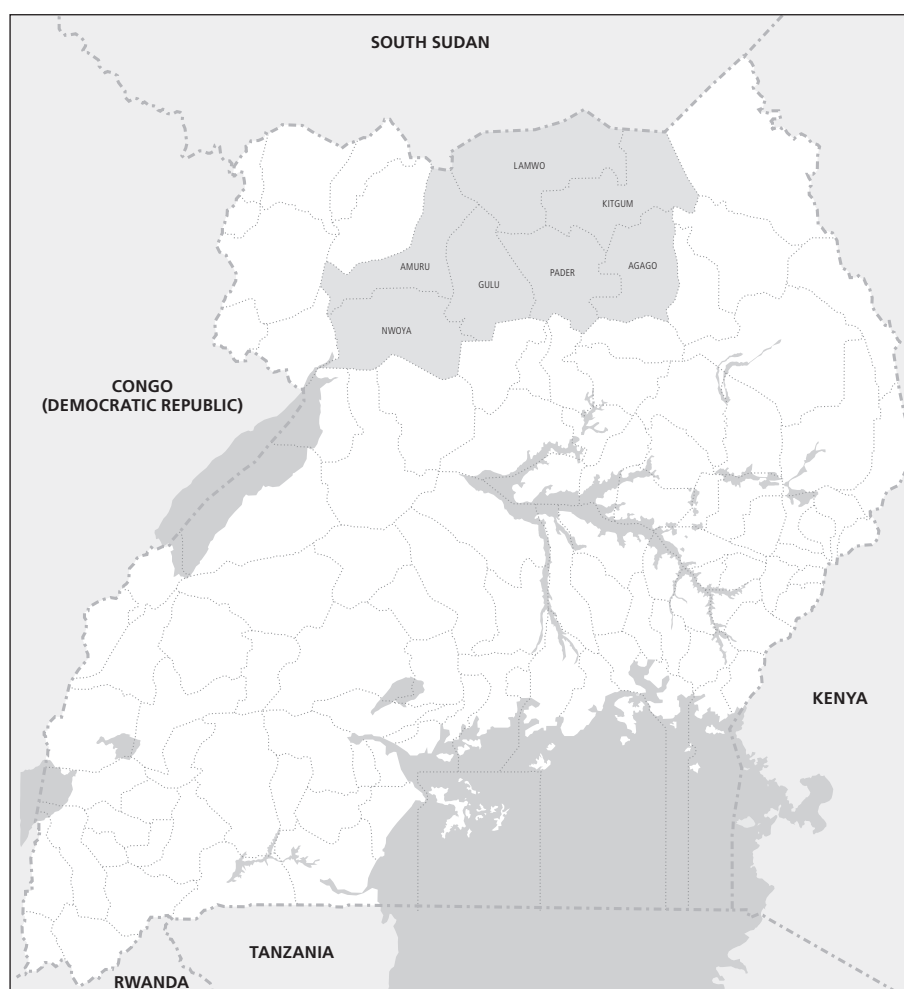 SOUTH SUDAN
LAMWO
KITGUM
AMURU
GULU
PADER
AGAGO
NWOYA
CONGO
(DEMOCRATIC REPUBLIC)
KENYA
TANZANIA
RWANDA